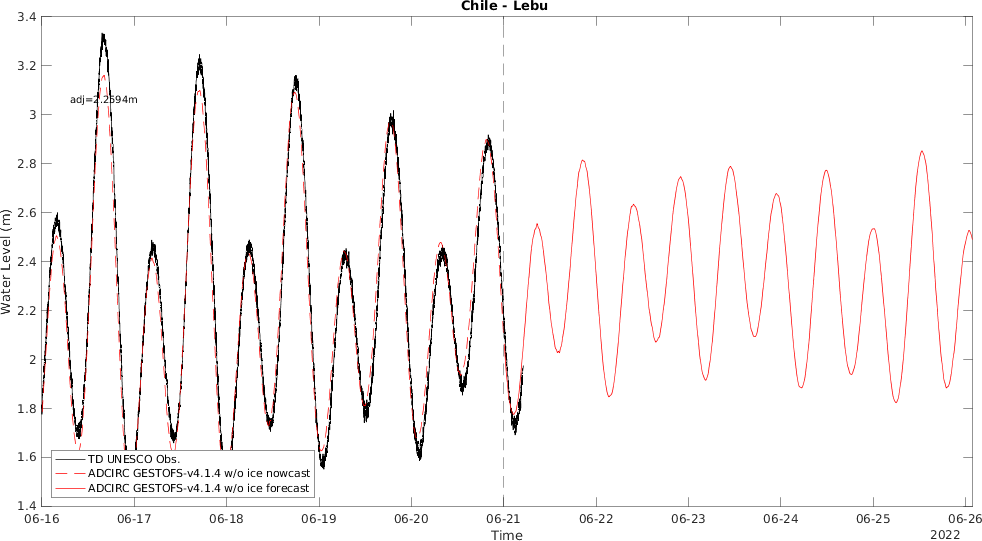 Chile - Lebu
3.4
3.2
3
2.8
2.6
2.4
2.2
2
1.8
1.6
1.4
Water Level (m)
adj=2.2594m
TD UNESCO Obs.
ADCIRC GESTOFS-v4.1.4 w/o ice nowcast
ADCIRC GESTOFS-v4.1.4 w/o ice forecast
06-16 06-17 06-18 06-19 06-20 06-21 06-22 06-23 06-24 06-25 06-26
Time
2022